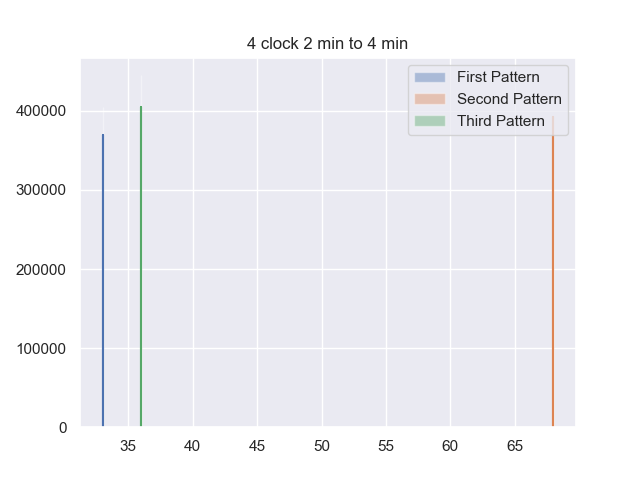 4 clock 2 min to 4 min
First Pattern
Second Pattern
Third Pattern
400000
300000
200000
100000
0
35 40 45 50 55 60 65